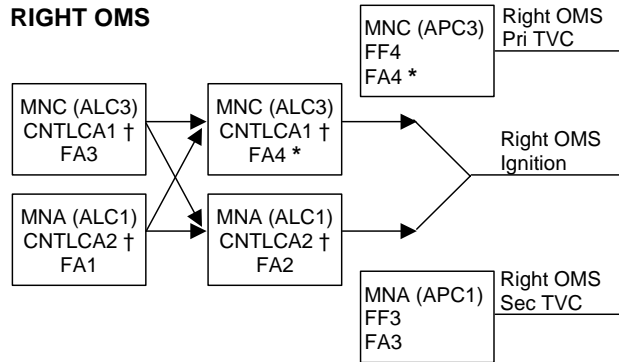 RIGHT OMS
MNC (APC3)
FF4
FA4 *
Right OMS
Pri TVC
MNC (ALC3)
CNTLCA1 †
FA3
MNC (ALC3)
CNTLCA1 †
FA4 *
Right OMS
Ignition
MNA (ALC1)
CNTLCA2 †
FA1
MNA (ALC1)
CNTLCA2 †
FA2
MNA (APC1)
FF3
FA3
Right OMS
Sec TVC